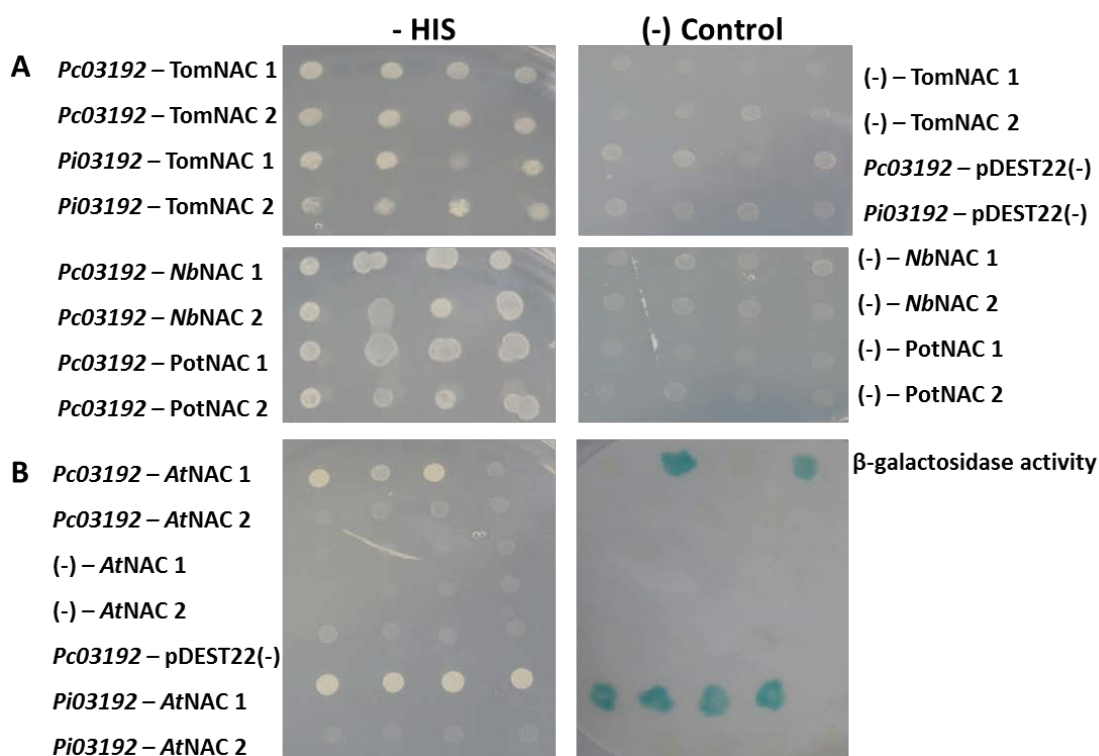 - HIS
(-) Control
A
Pc03192 – TomNAC 1
Pc03192 – TomNAC 2
Pi03192 – TomNAC 1
Pi03192 – TomNAC 2
(-) – TomNAC 1
(-) – TomNAC 2
Pc03192 – pDEST22(-)
Pi03192 – pDEST22(-)
Pc03192 – NbNAC 1
Pc03192 – NbNAC 2
Pc03192 – PotNAC 1
Pc03192 – PotNAC 2
(-) – NbNAC 1
(-) – NbNAC 2
(-) – PotNAC 1
(-) – PotNAC 2
B
Pc03192 – AtNAC 1
Pc03192 – AtNAC 2
(-) – AtNAC 1
(-) – AtNAC 2
Pc03192 – pDEST22(-)
Pi03192 – AtNAC 1
Pi03192 – AtNAC 2
β-galactosidase activity